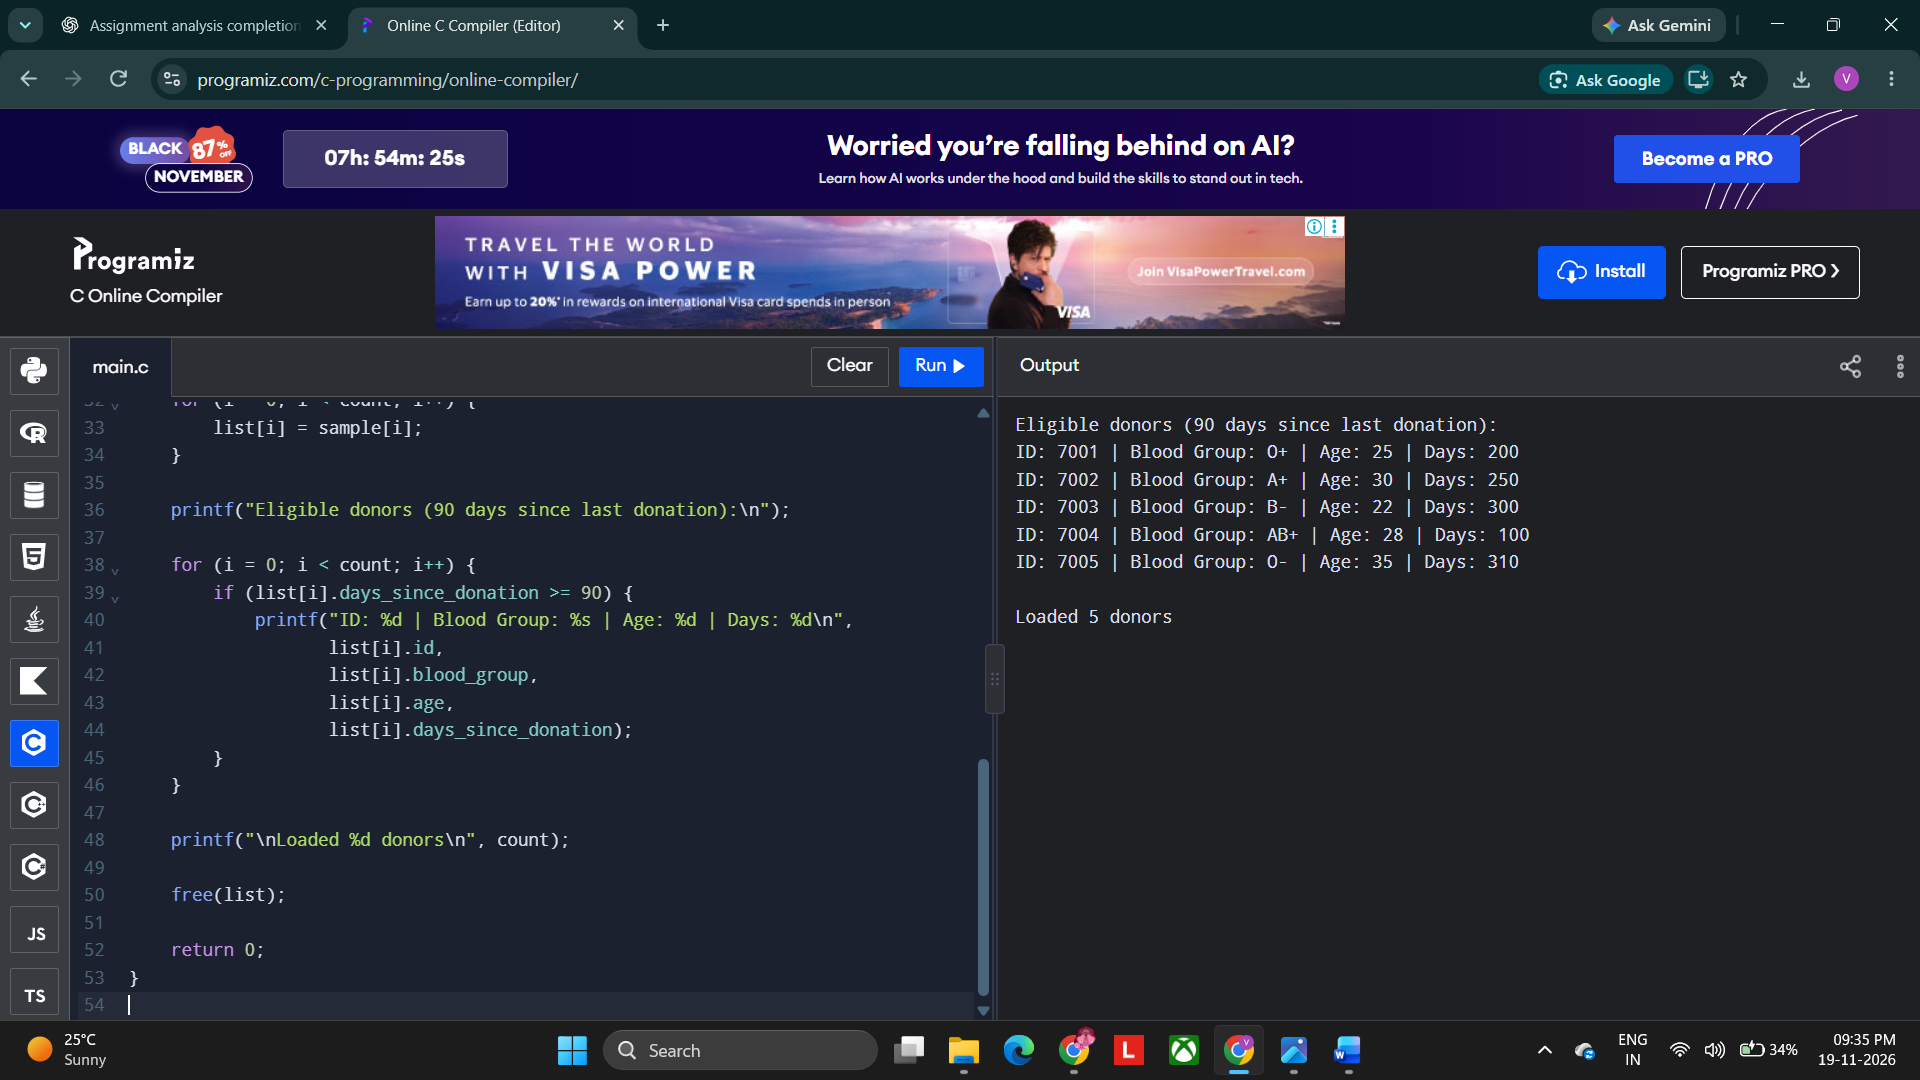 Assignment analysis completion
Online C Compiler (Editor)
Ask Gemini
programiz.com/c-programming/online-compiler/
Ask Google
V
BLACK 87% OFF
NOVEMBER
07h: 54m: 25s
Worried you're falling behind on AI?
Learn how AI works under the hood and build the skills to stand out in tech.
Become a PRO
Programiz
C Online Compiler
TRAVEL THE WORLD
WITH VISA POWER
Earn up to 20%* in rewards on international Visa card spends in person
Join VisaPowerTravel.com
VISA
Install
Programiz PRO >
main.c
Clear
Run
Output
32 for (i = 0; i < count; i++) {
33 list[i] = sample[i];
34 }
35
36 printf("Eligible donors (90 days since last donation):\n");
37
38 for (i = 0; i < count; i++) {
39 if (list[i].days_since_donation >= 90) {
40 printf("ID: %d | Blood Group: %s | Age: %d | Days: %d\n",
41 list[i].id,
42 list[i].blood_group,
43 list[i].age,
44 list[i].days_since_donation);
45 }
46 }
47
48 printf("\nLoaded %d donors\n", count);
49
50 free(list);
51
52 return 0;
53 }
54
Eligible donors (90 days since last donation):
ID: 7001 | Blood Group: O+ | Age: 25 | Days: 200
ID: 7002 | Blood Group: A+ | Age: 30 | Days: 250
ID: 7003 | Blood Group: B- | Age: 22 | Days: 300
ID: 7004 | Blood Group: AB+ | Age: 28 | Days: 100
ID: 7005 | Blood Group: O- | Age: 35 | Days: 310
Loaded 5 donors
R
5
C
JS
TS
25°C
Sunny
Search
L
V
W
ENG
IN
34%
09:35 PM
19-11-2026